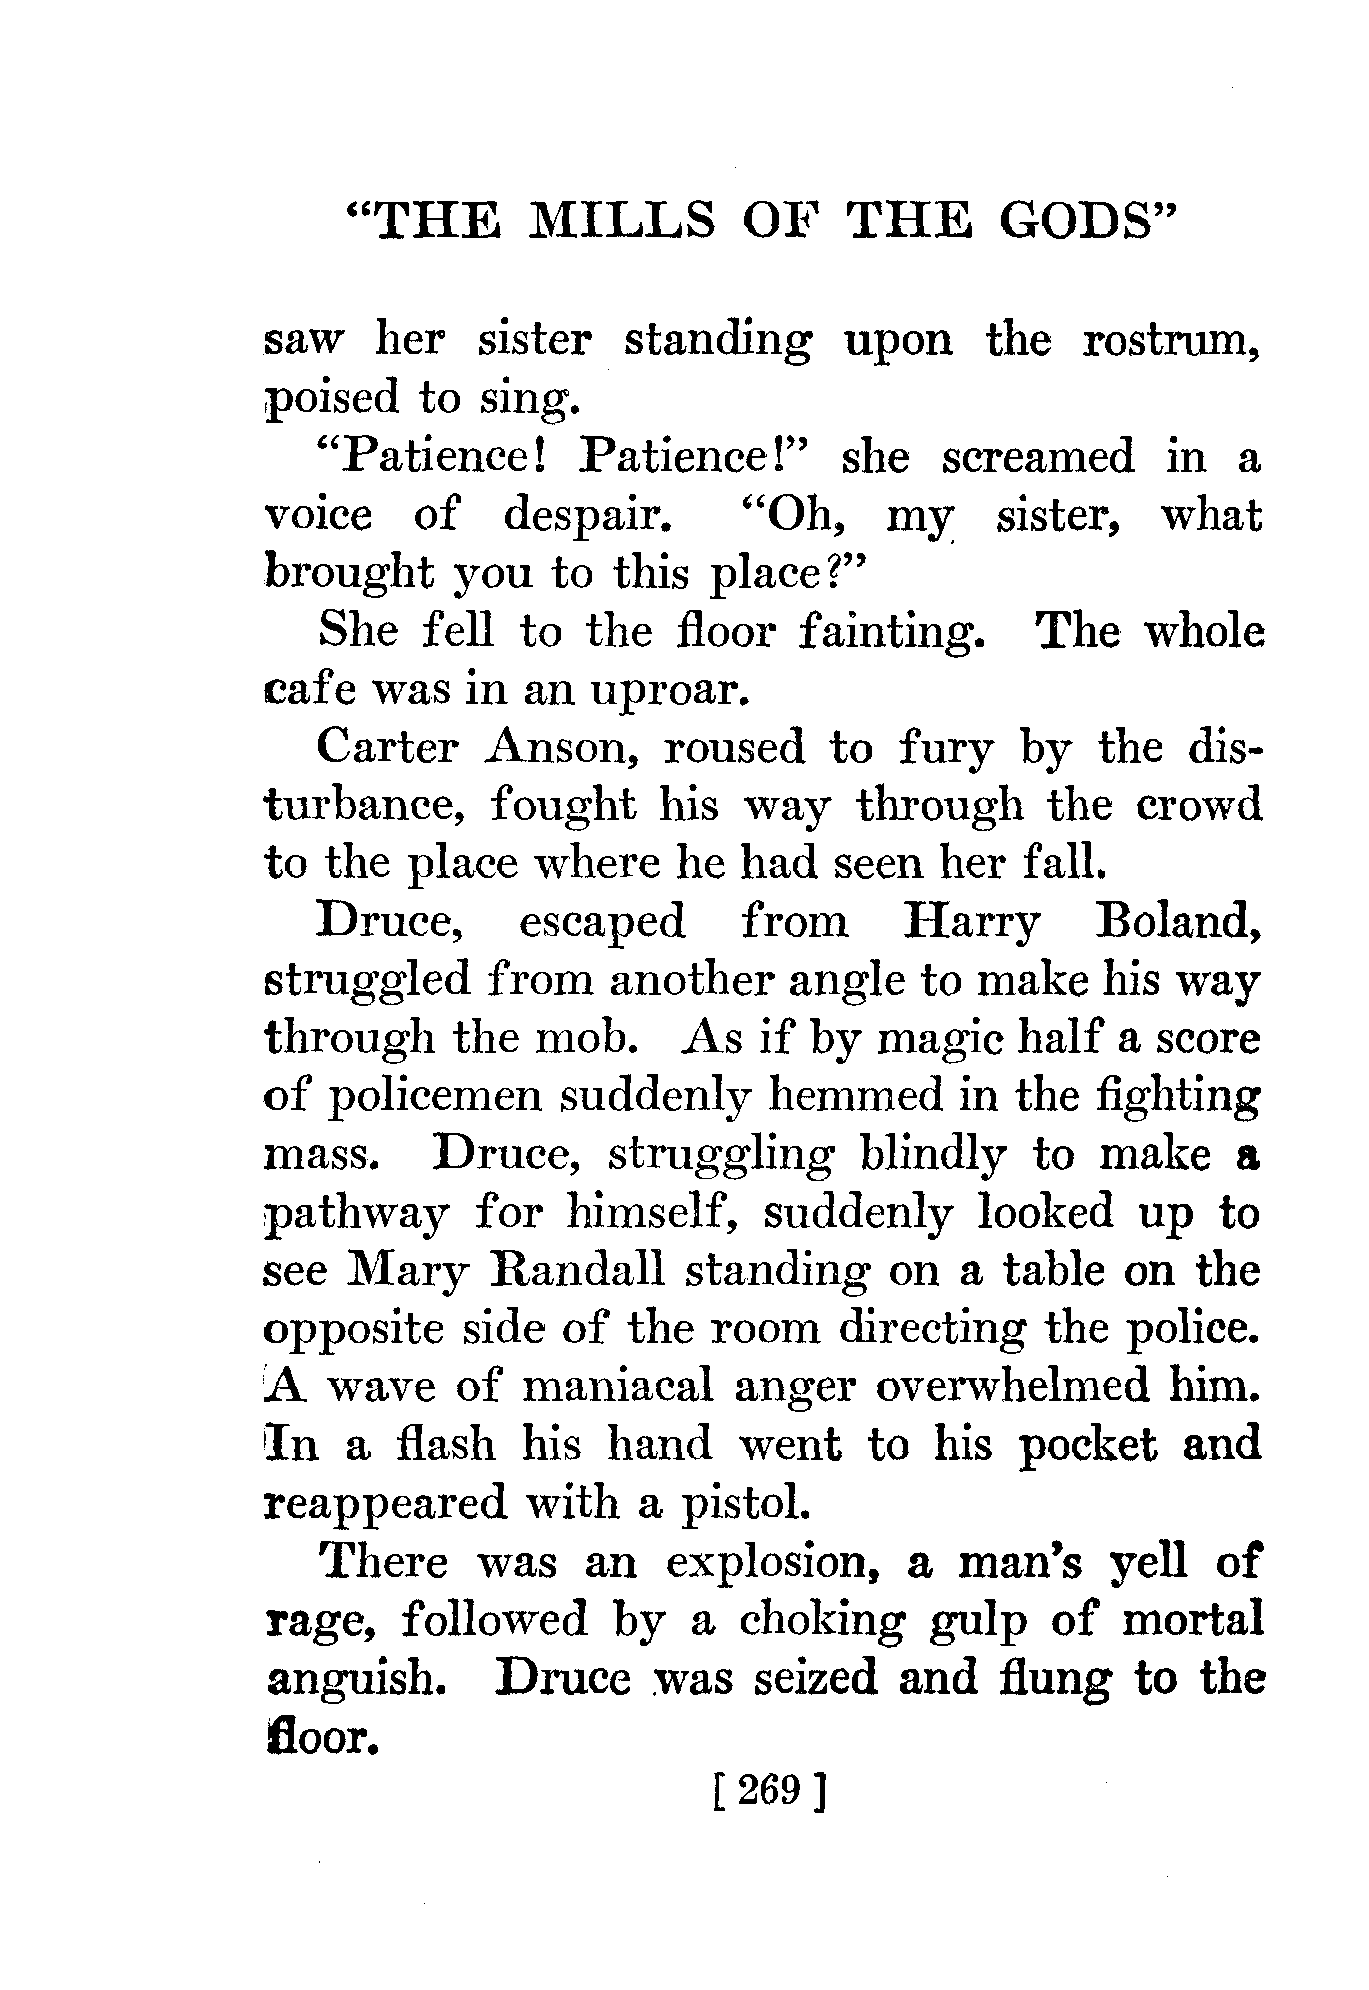 “THE MILLS OF THE GODS”
saw her sister standing upon the rostrum,
poised to sing.
“Patience! Patience!” she screamed in a
voice of despair. “Oh, my sister, what
brought you to this place?”
She fell to the floor fainting. The whole
cafe was in an uproar.
Carter Anson, roused to fury by the dis-
turbance, fought his way through the crowd
to the place where he had seen her fall.
Druce, escaped from Harry Boland,
struggled from another angle to make his way
through the mob. As if by magic half a score
of policemen suddenly hemmed in the fighting
mass. Druce, struggling blindly to make a
pathway for himself, suddenly looked up to
see Mary Randall standing on a table on the
opposite side of the room directing the police.
A wave of maniacal anger overwhelmed him.
In a flash his hand went to his pocket and
reappeared with a pistol.
There was an explosion, a man’s yell of
rage, followed by a choking gulp of mortal
anguish. Druce was seized and flung to the
floor.
[ 269 ]